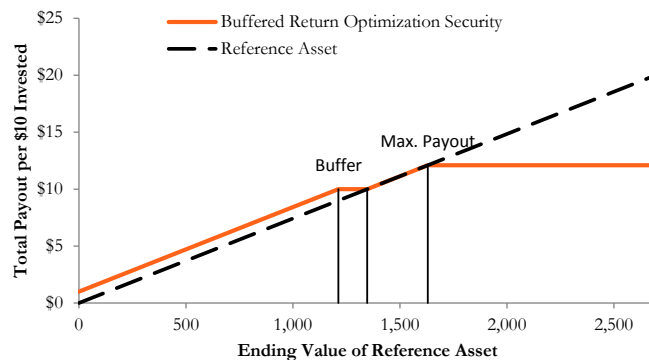 $25
Buffered Return Optimization Security
Reference Asset
$20
$15
Max. Payout
Buffer
$10
$5
$0
0
500
1,000
1,500
2,000
2,500
Total Payout per $10 Invested
Ending Value of Reference Asset